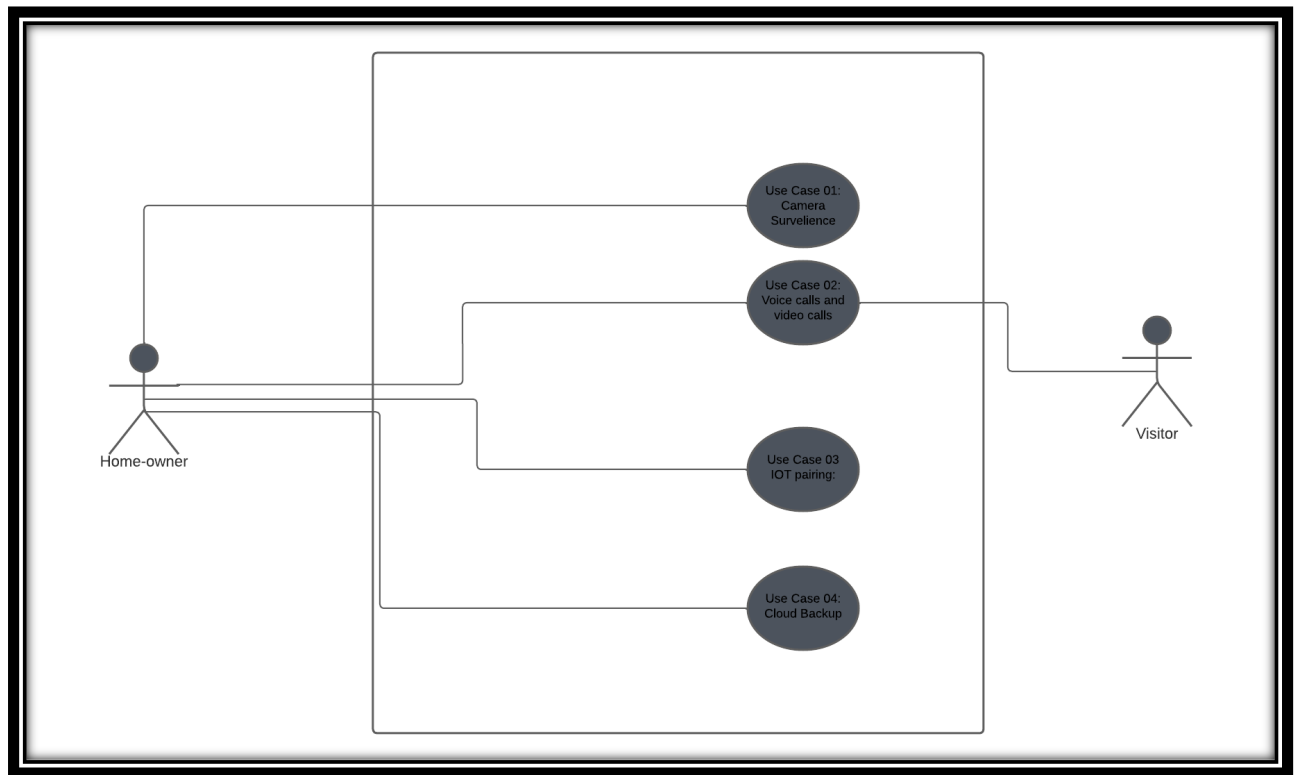 Use Case 01:
Camera
Survelience
Use Case 02:
Voice calls and
video calls
Visitor
Home-owner
Use Case 03
IOT pairing:
Use Case 04:
Cloud Backup